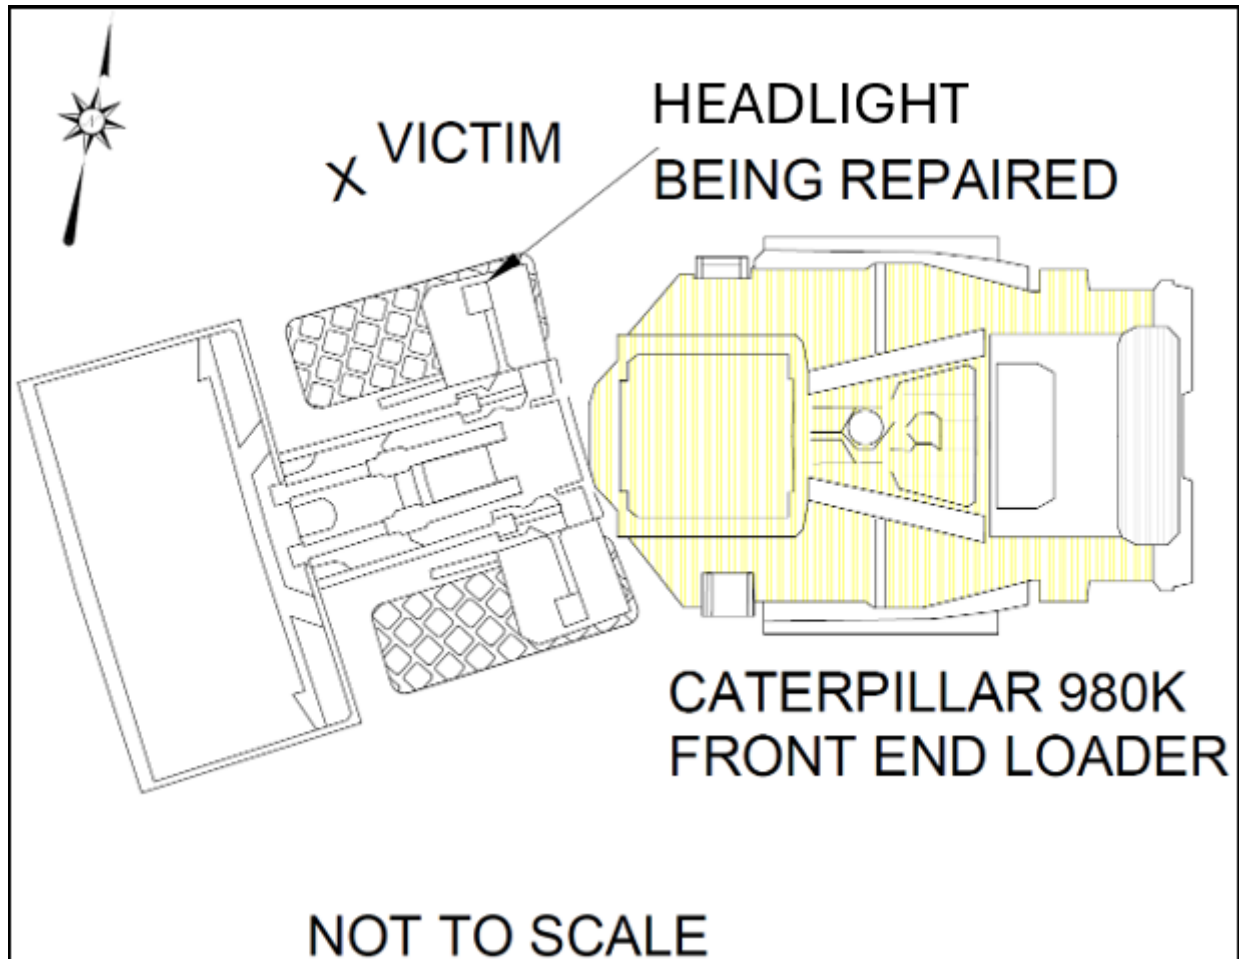 HEADLIGHT
BEING REPAIRED
X VICTIM
CATERPILLAR 980K
FRONT END LOADER
NOT TO SCALE